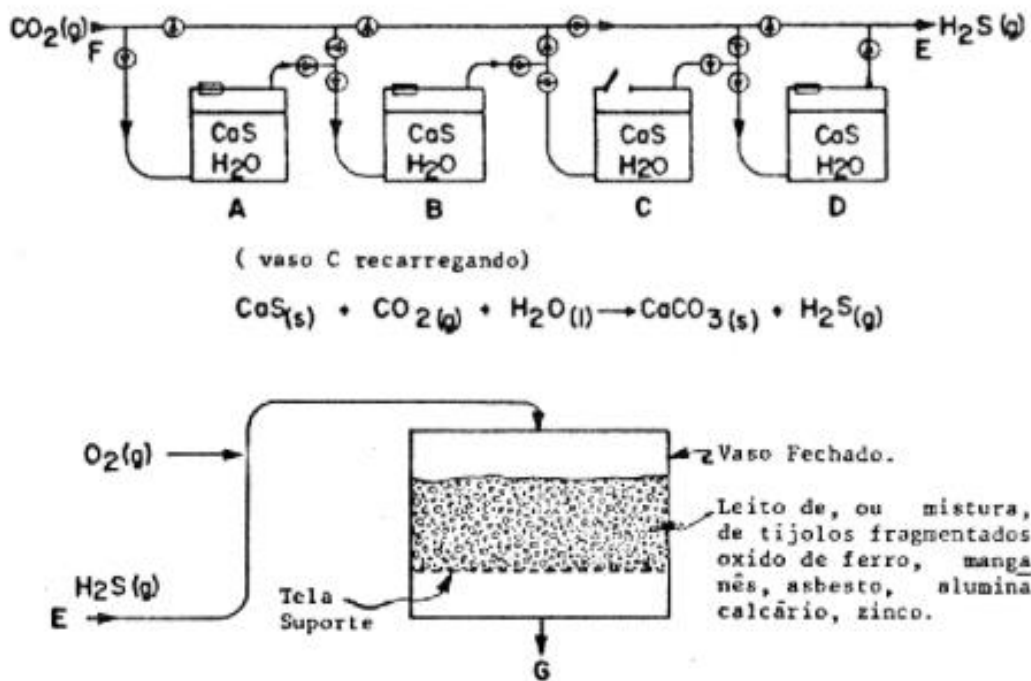 CO2(g)
F
H2S(g)
E
CaS
H2O
CaS
H2O
CaS
H2O
CaS
H2O
A
B
C
D
( vaso C recarregando)
CaS(s) + CO2(g) + H2O(l) → CaCO3(s) + H2S(g)
O2(g)
Vaso Fechado.
Leito de, ou mistura,
de tijolos fragmentados
oxido de ferro, manga
nês, asbesto, alumina
calcário, zinco.
H2S(g)
E
Tela
Suporte
G